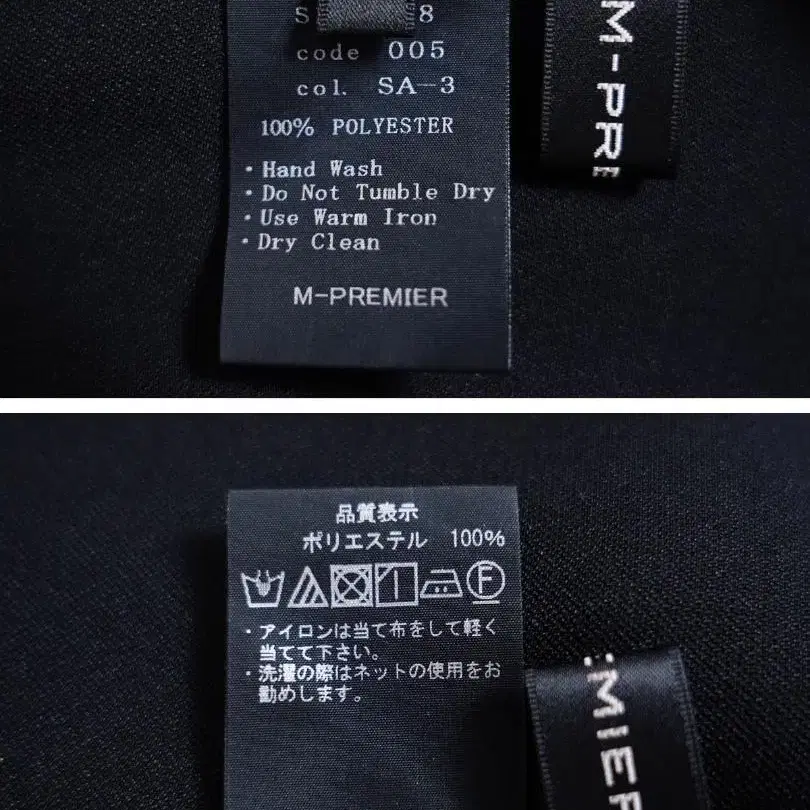 8
code 005
col. SA-3
100% POLYESTER
・Hand Wash
・Do Not Tumble Dry
・Use Warm Iron
・Dry Clean
M-PREMIER
M-PRE
品質表示
ポリエステル 100%
F
・アイロンは当て布をして軽く
当てて下さい。
・洗濯の際はネットの使用をお
勧めします。
EMIER